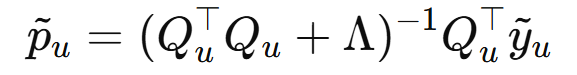 p̃_u = (Q_u^⊤ Q_u + Λ)^{-1} Q_u^⊤ ỹ_u